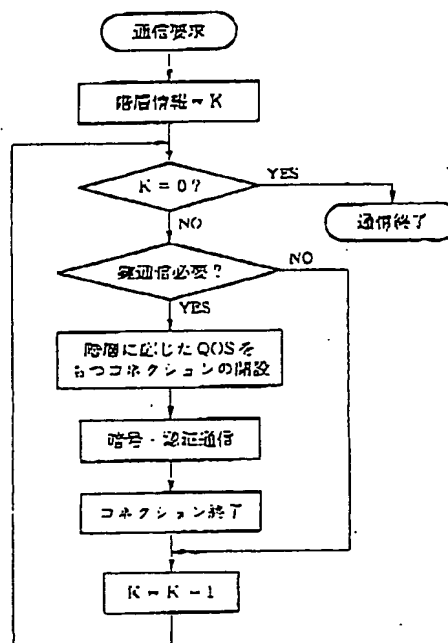 通信要求
階層情報 - K
K = 0?
YES
通信終了
NO
鍵通信必要?
NO
YES
階層に応じたQOSを
もつコネクションの開設
暗号・認証通信
コネクション終了
K - K - 1